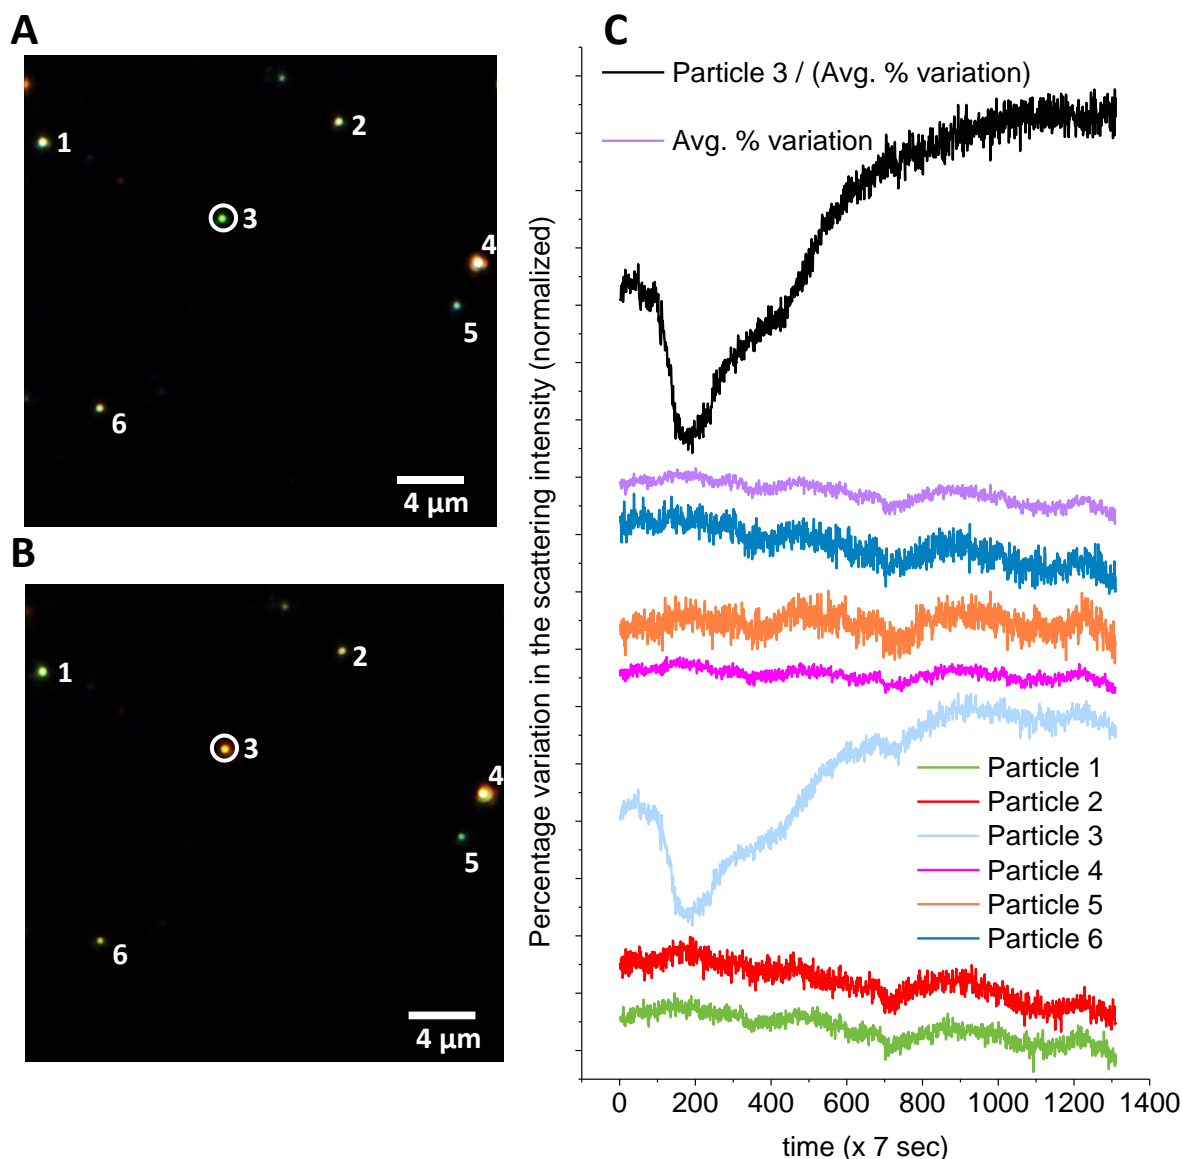 A
1
2
3
4
5
6
4 µm
B
1
2
3
4
5
6
4 µm
C
Particle 3 / (Avg. % variation)
Avg. % variation
Percentage variation in the scattering intensity (normalized)
Particle 1
Particle 2
Particle 3
Particle 4
Particle 5
Particle 6
0 200 400 600 800 1000 1200 1400
time (x 7 sec)